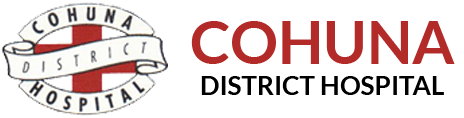 COHUNA
DISTRICT
HOSPITAL
COHUNA
DISTRICT HOSPITAL